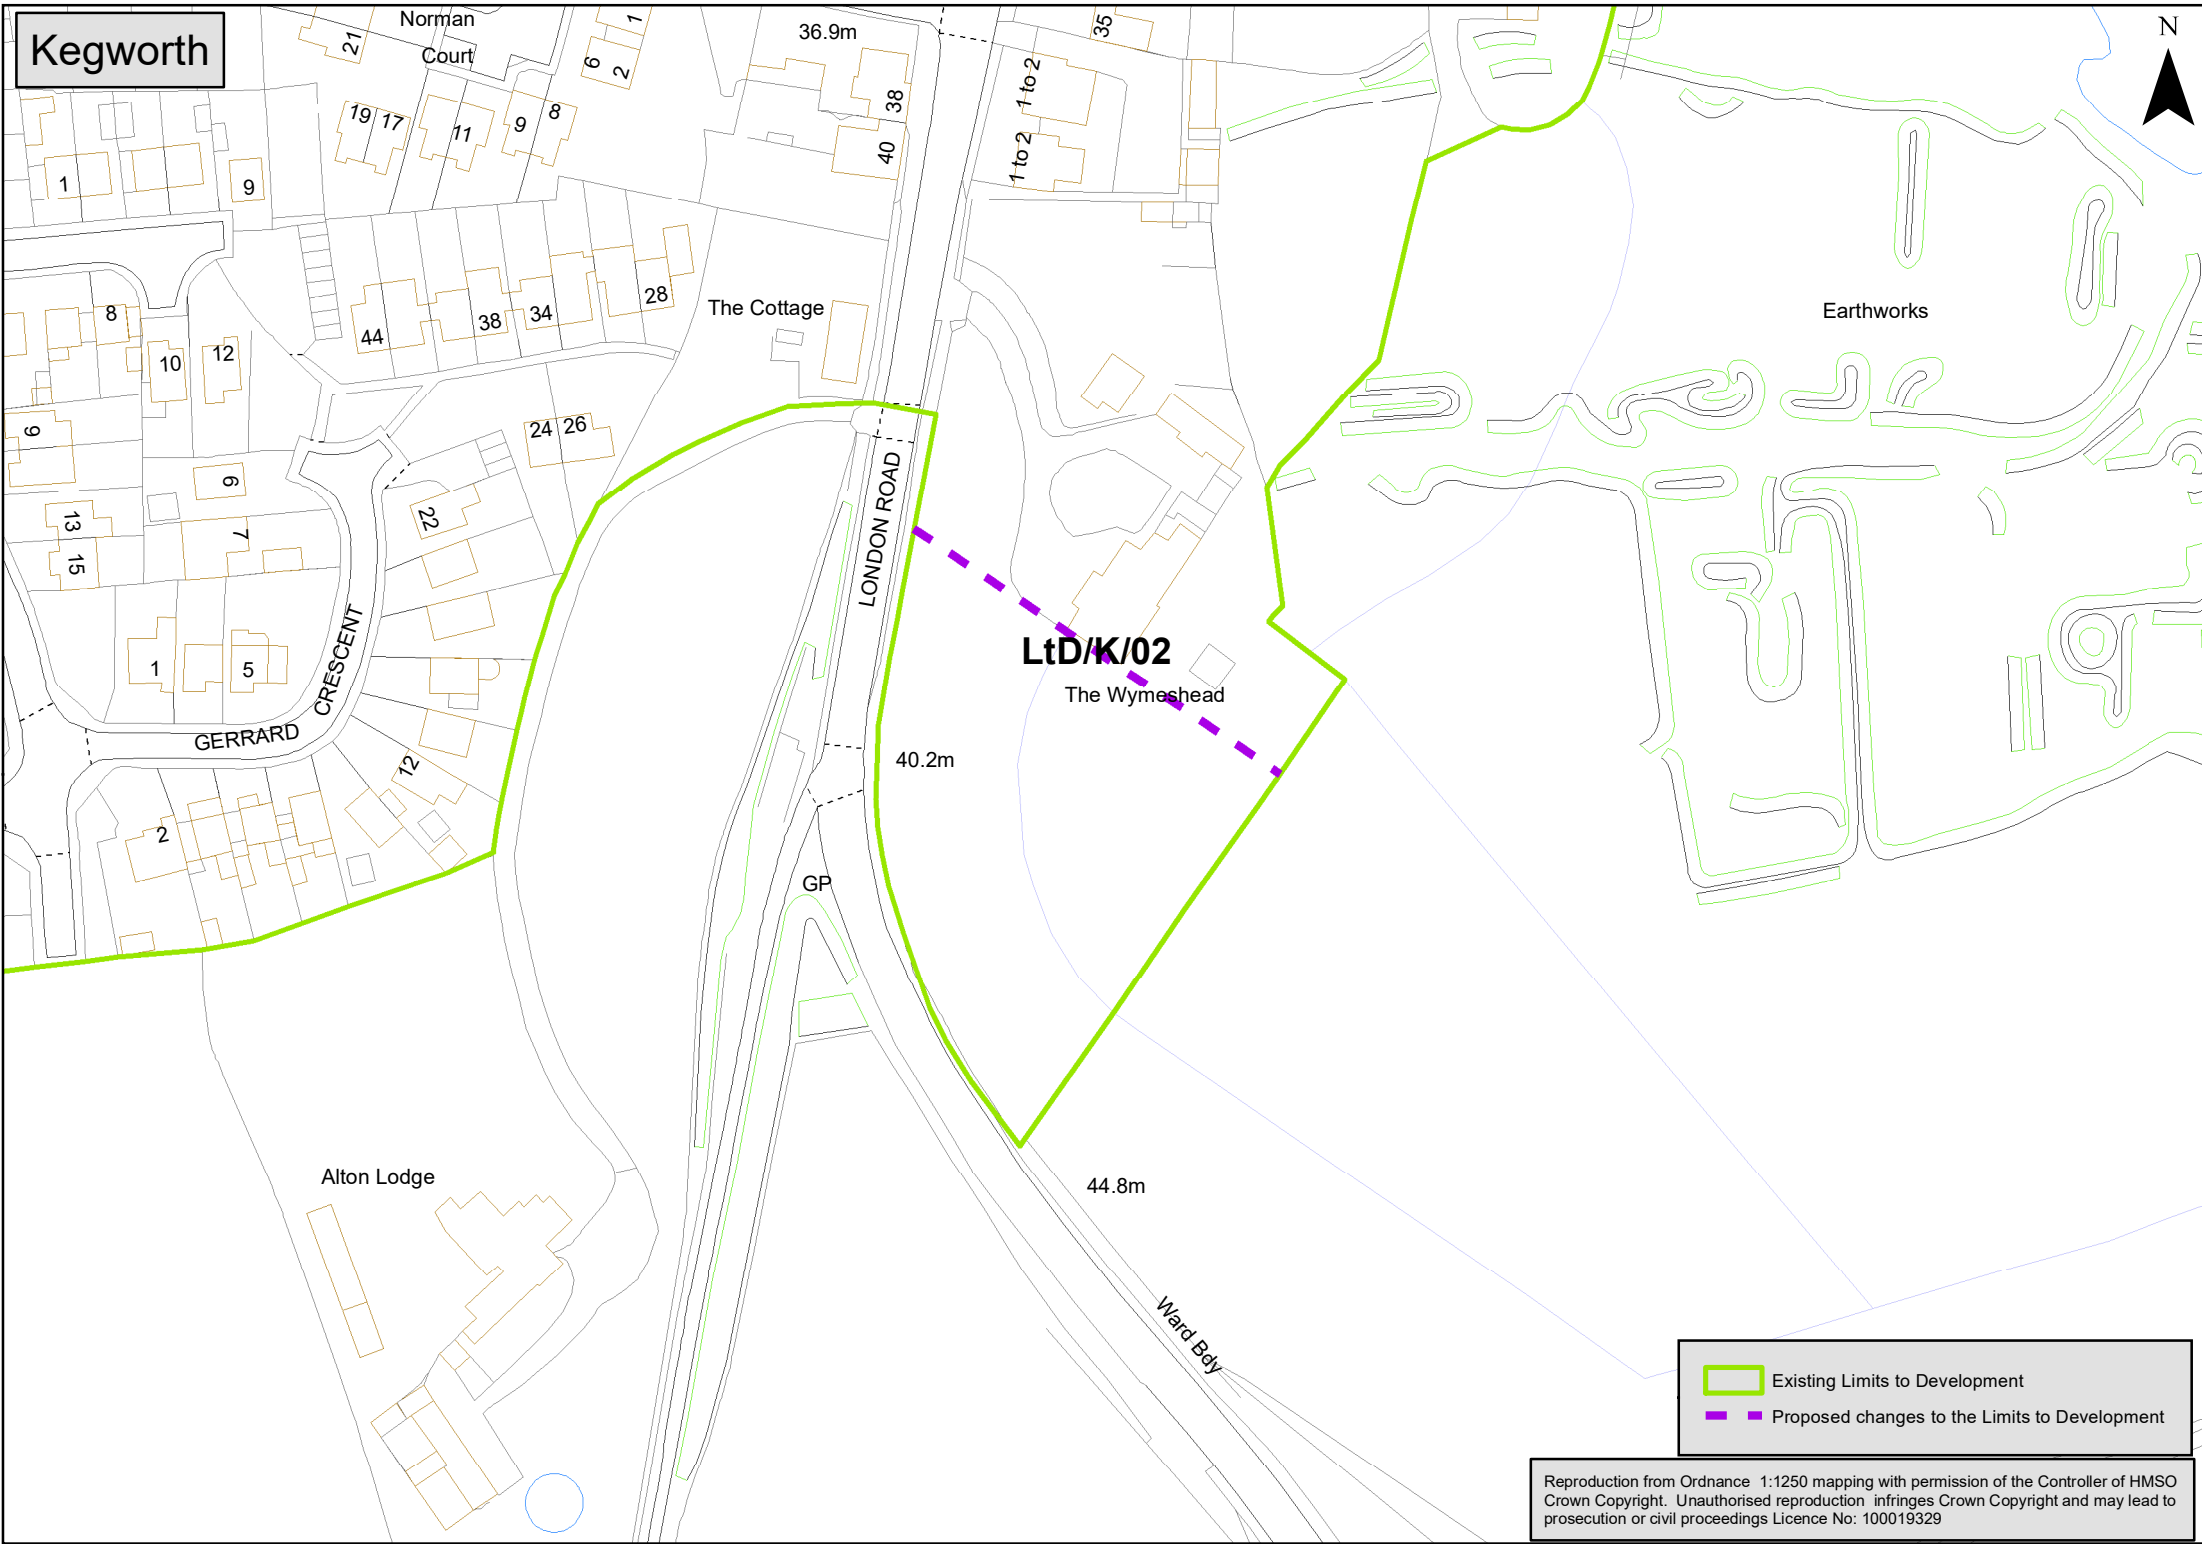 Kegworth
Norman
Court
21
1
6
2
36.9m
35
N
38
40
1 to 2
1 to 2
19
17
11
9
8
1
9
8
10
12
44
38
34
28
The Cottage
Earthworks
9
24
26
6
22
13
15
7
LONDON ROAD
1
5
CRESCENT
GERRARD
LtD/K/02
The Wymeshead
40.2m
12
2
GP
Alton Lodge
44.8m
Ward Bdy
Existing Limits to Development
Proposed changes to the Limits to Development
Reproduction from Ordnance 1:1250 mapping with permission of the Controller of HMSO
Crown Copyright. Unauthorised reproduction infringes Crown Copyright and may lead to
prosecution or civil proceedings Licence No: 100019329